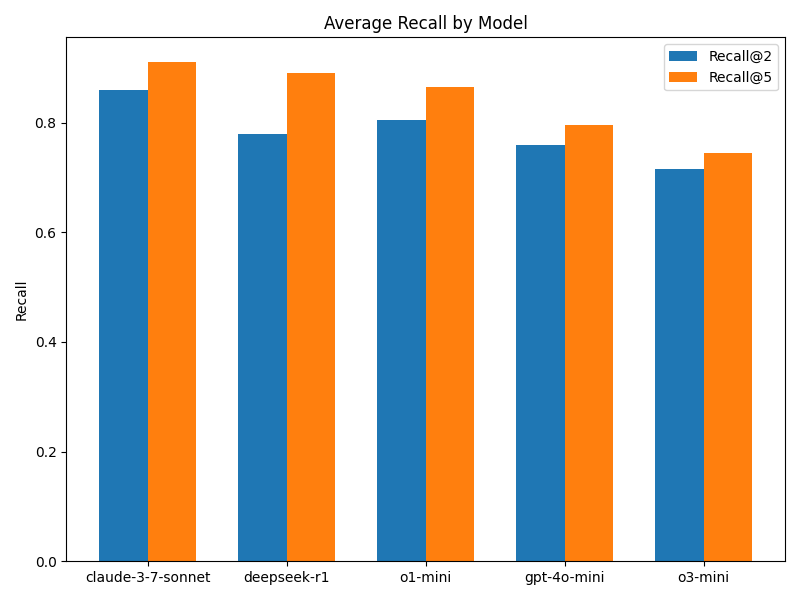 Average Recall by Model
Recall@2
Recall@5
Recall
0.8
0.6
0.4
0.2
0.0
claude-3-7-sonnet
deepseek-r1
o1-mini
gpt-4o-mini
o3-mini